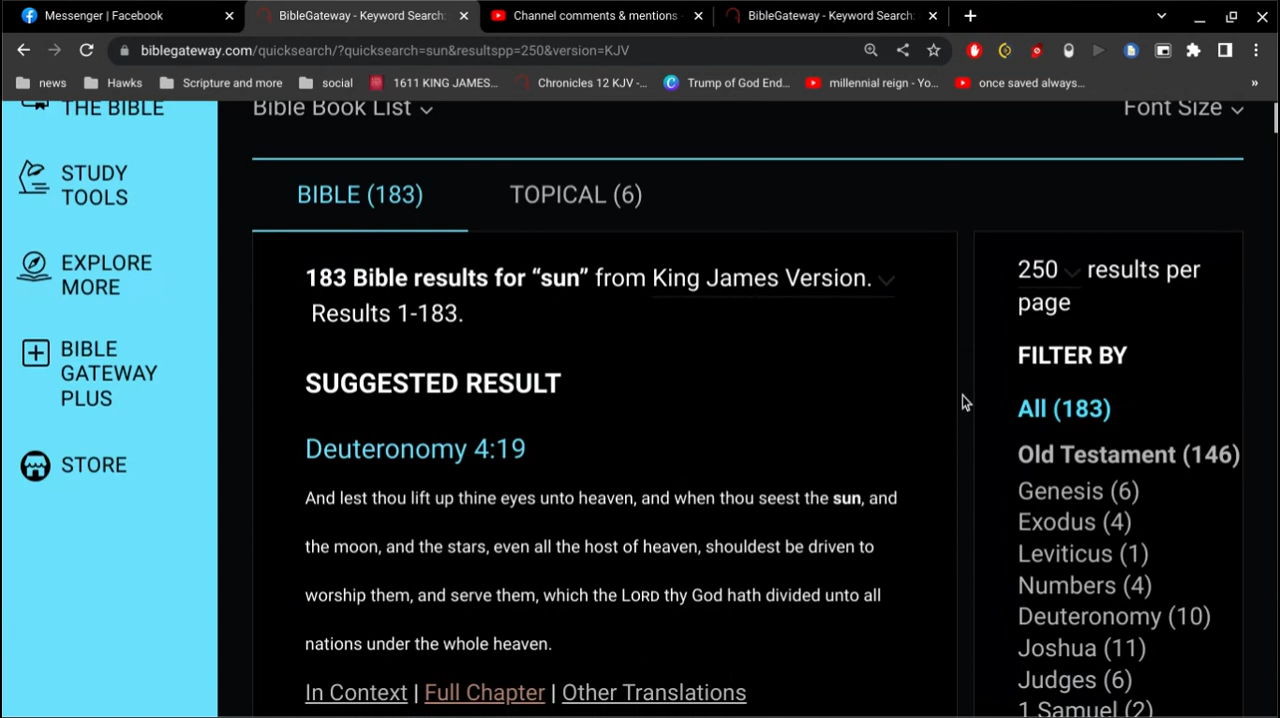 Messenger | Facebook
BibleGateway - Keyword Search:
Channel comments & mentions -
BibleGateway - Keyword Search:
biblegateway.com/quicksearch/?quicksearch=sun&resultspp=250&version=KJV
news
Hawks
Scripture and more
social
1611 KING JAMES...
Chronicles 12 KJV -...
Trump of God End...
millennial reign - Yo...
once saved always...
»
THE BIBLE
STUDY
TOOLS
EXPLORE
MORE
BIBLE
GATEWAY
PLUS
STORE
Bible Book List
Font Size
BIBLE (183)
TOPICAL (6)
183 Bible results for “sun” from King James Version.
Results 1-183.
SUGGESTED RESULT
Deuteronomy 4:19
And lest thou lift up thine eyes unto heaven, and when thou seest the sun, and
the moon, and the stars, even all the host of heaven, shouldest be driven to
worship them, and serve them, which the LORD thy God hath divided unto all
nations under the whole heaven.
In Context | Full Chapter | Other Translations
250 results per
page
FILTER BY
All (183)
Old Testament (146)
Genesis (6)
Exodus (4)
Leviticus (1)
Numbers (4)
Deuteronomy (10)
Joshua (11)
Judges (6)
1 Samuel (2)